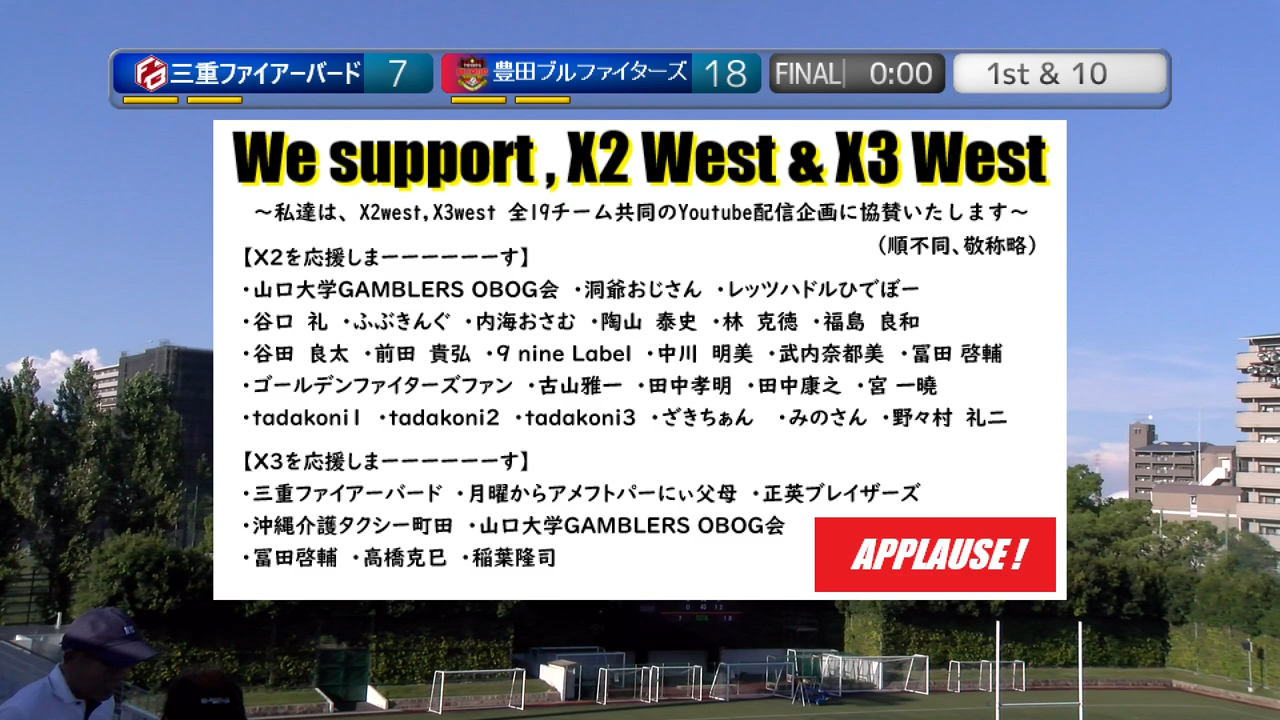 三重ファイアーバード 7 豊田ブルファイターズ 18 FINAL 0:00 1st & 10
We support , X2 West & X3 West
～私達は、X2west,X3west 全19チーム共同のYoutube配信企画に協賛いたします～
（順不同、敬称略）
【X2を応援しまーーーーーーす】
・山口大学GAMBLERS OBOG会 ・洞爺おじさん ・レッツハドルひでぼー
・谷口 礼 ・ふぶきんぐ ・内海おさむ ・陶山 泰史 ・林 克徳 ・福島 良和
・谷田 良太 ・前田 貴弘 ・9 nine Label ・中川 明美 ・武内奈都美 ・冨田 啓輔
・ゴールデンファイターズファン ・古山雅一 ・田中孝明 ・田中康之 ・宮 一暁
・tadakoni1 ・tadakoni2 ・tadakoni3 ・ざきちぁん ・みのさん ・野々村 礼二
【X3を応援しまーーーーーーす】
・三重ファイアーバード ・月曜からアメフトパーにぃ父母 ・正英ブレイザーズ
・沖縄介護タクシー町田 ・山口大学GAMBLERS OBOG会
・冨田啓輔 ・高橋克巳 ・稲葉隆司
APPLAUSE !